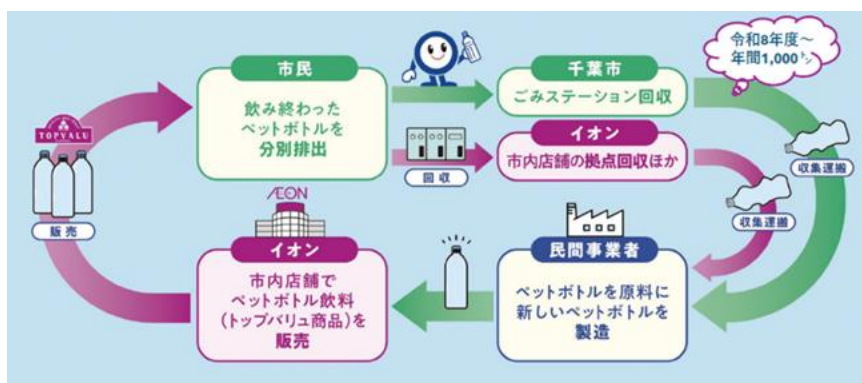 市民
飲み終わった
ペットボトルを
分別排出
千葉市
ごみステーション回収
令和8年度～
年間1,000㌧
イオン
市内店舗の拠点回収ほか
回収
収集運搬
収集運搬
TOPVALU
販売
ÆON
イオン
市内店舗で
ペットボトル飲料
（トップバリュ商品）を
販売
民間事業者
ペットボトルを原料に
新しいペットボトルを
製造